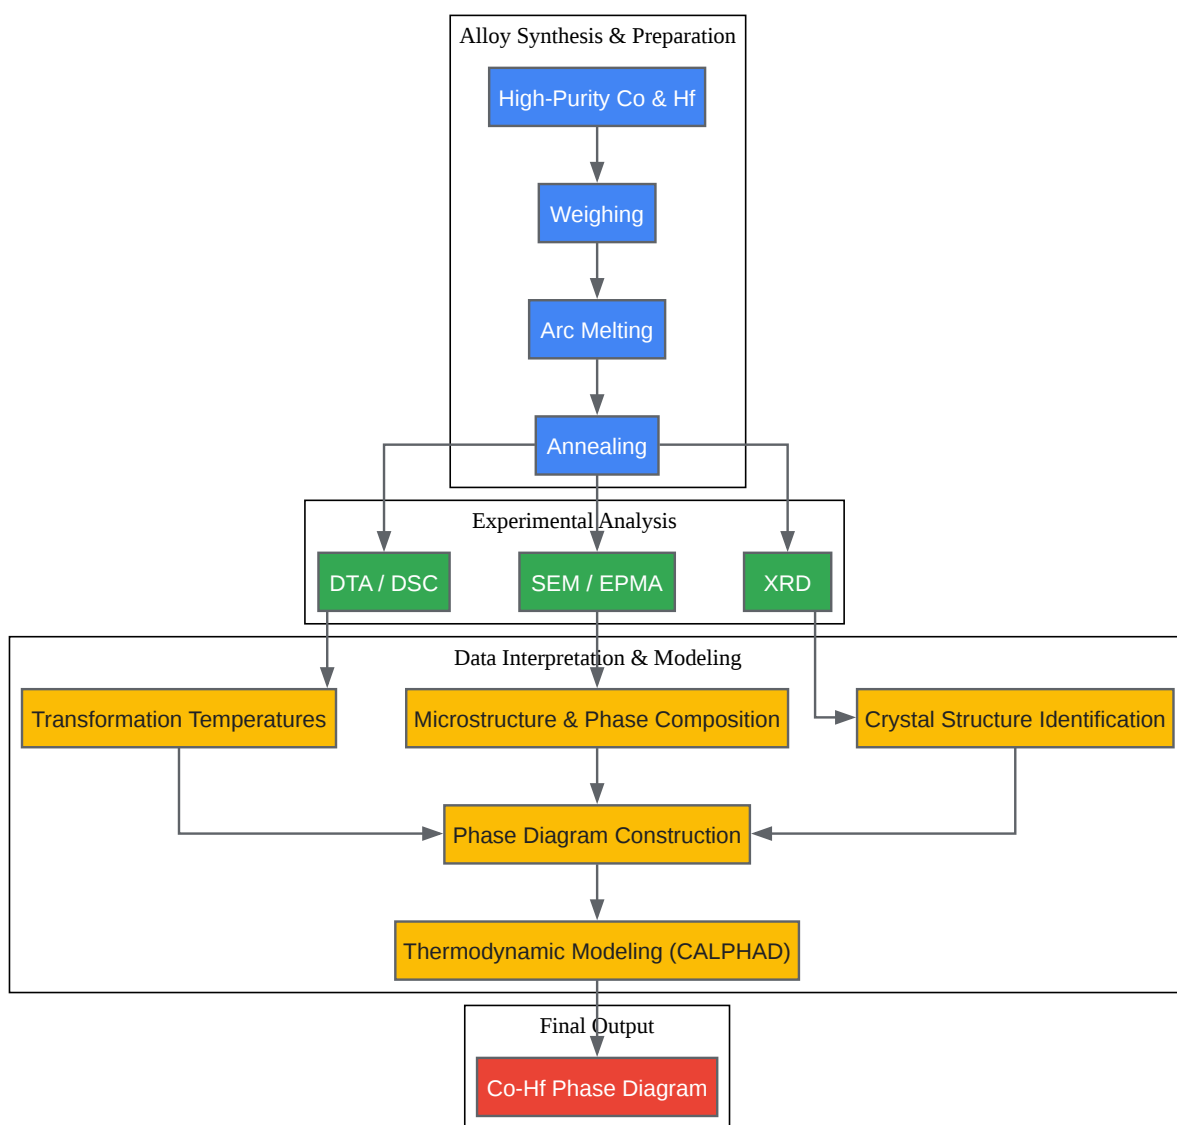 Alloy Synthesis & Preparation
High-Purity Co & Hf
Weighing
Arc Melting
Annealing
Experimental Analysis
DTA / DSC
SEM / EPMA
XRD
Data Interpretation & Modeling
Transformation Temperatures
Microstructure & Phase Composition
Crystal Structure Identification
Phase Diagram Construction
Thermodynamic Modeling (CALPHAD)
Final Output
Co-Hf Phase Diagram